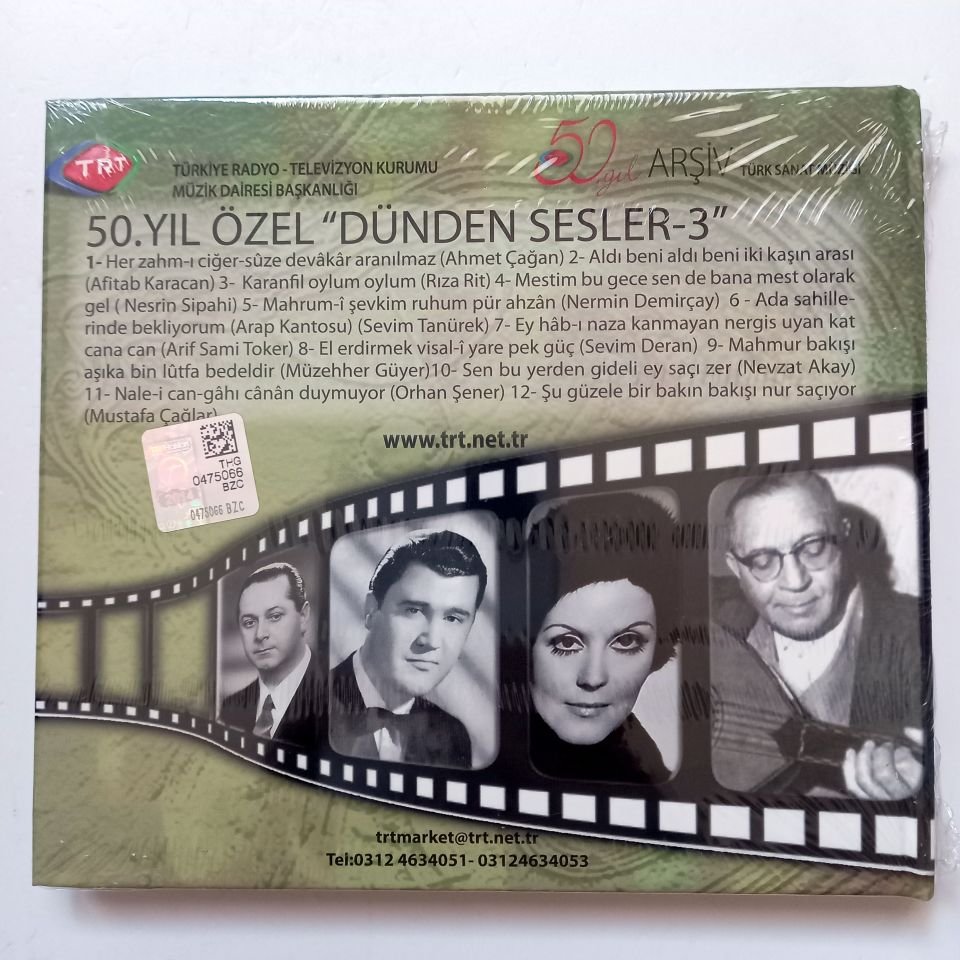 TRT
TÜRKİYE RADYO - TELEVİZYON KURUMU
MÜZİK DAİRESİ BAŞKANLIĞI
50 yıl ARŞİV TÜRK SANAT MÜZİĞİ
50.YIL ÖZEL “DÜNDEN SESLER-3”
1- Her zahm-ı ciğer-sûze devâkâr aranılmaz (Ahmet Çağan) 2- Aldı beni aldı beni iki kaşın arası
(Afitab Karacan) 3- Karanfil oylum oylum (Rıza Rit) 4- Mestim bu gece sen de bana mest olarak
gel ( Nesrin Sipahi) 5- Mahrum-î şevkim ruhum pür ahzân (Nermin Demirçay) 6 - Ada sahille-
rinde bekliyorum (Arap Kantosu) (Sevim Tanürek) 7- Ey hâb-ı naza kanmayan nergis uyan kat
cana can (Arif Sami Toker) 8- El erdirmek visal-î yare pek güç (Sevim Deran) 9- Mahmur bakışı
aşıka bin lûtfa bedeldir (Müzehher Güyer)10- Sen bu yerden gideli ey saçı zer (Nevzat Akay)
11- Nale-i can-gâhı cânân duymuyor (Orhan Şener) 12- Şu güzele bir bakın bakışı nur saçıyor
(Mustafa Çağlar)
www.trt.net.tr
THG
0475066
BZC
0475066 BZC
trtmarket@trt.net.tr
Tel:0312 4634051- 03124634053